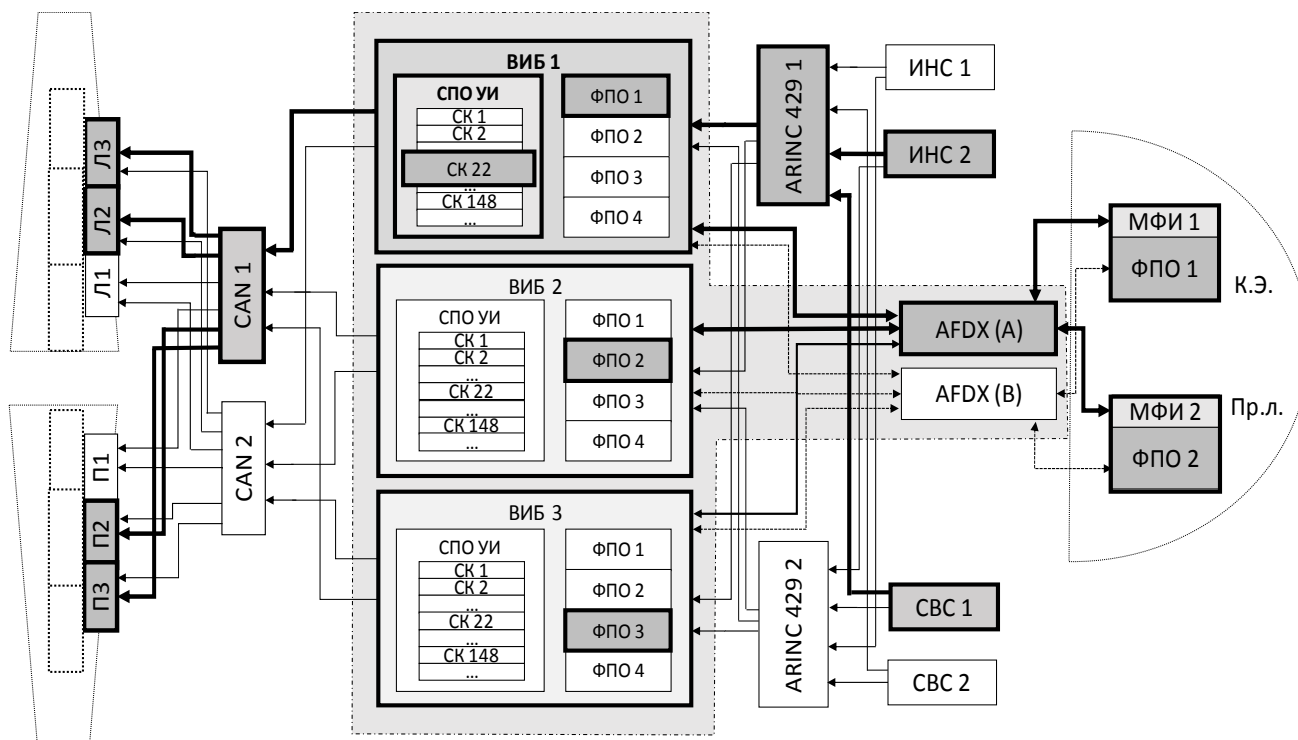 Л3
Л2
Л1
П1
П2
П3
CAN 1
CAN 2
ВИБ 1
СПО УИ
СК 1
СК 2
СК 22
...
СК 148
...
ФПО 1
ФПО 2
ФПО 3
ФПО 4
ВИБ 2
СПО УИ
СК 1
СК 2
...
СК 22
...
СК 148
...
ФПО 1
ФПО 2
ФПО 3
ФПО 4
ВИБ 3
СПО УИ
СК 1
СК 2
...
СК 22
...
СК 148
...
ФПО 1
ФПО 2
ФПО 3
ФПО 4
ARINC 429 1
ARINC 429 2
ИНС 1
ИНС 2
AFDX (A)
AFDX (B)
СВС 1
СВС 2
МФИ 1
ФПО 1
К.Э.
МФИ 2
ФПО 2
Пр.л.